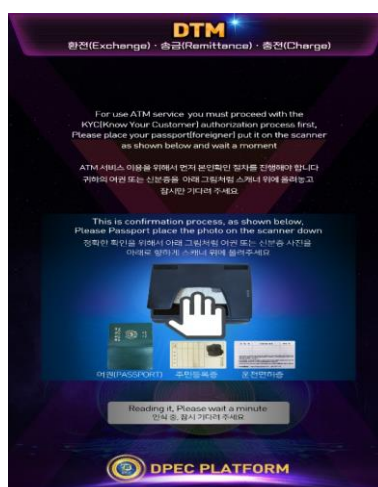 DTM
환전(Exchange) · 송금(Remittance) · 충전(Charge)
For use ATM service you must proceed with the
KYC(Know Your Customer) authorization process first,
Please place your passport(foreigner) put it on the scanner
as shown below and wait a moment
ATM 서비스 이용을 위해서 먼저 본인확인 절차를 진행해야 합니다
귀하의 여권 또는 신분증을 아래 그림처럼 스캐너 위에 올려놓고
잠시만 기다려 주세요
This is confirmation process, as shown below,
Please Passport place the photo on the scanner down
정확한 확인을 위해서 아래 그림처럼 여권 또는 신분증 사진을
아래로 향하게 스캐너 위에 올려주세요
여권(PASSPORT) 주민등록증 운전면허증
Reading it, Please wait a minute
인식 중, 잠시 기다려 주세요
DPEC PLATFORM